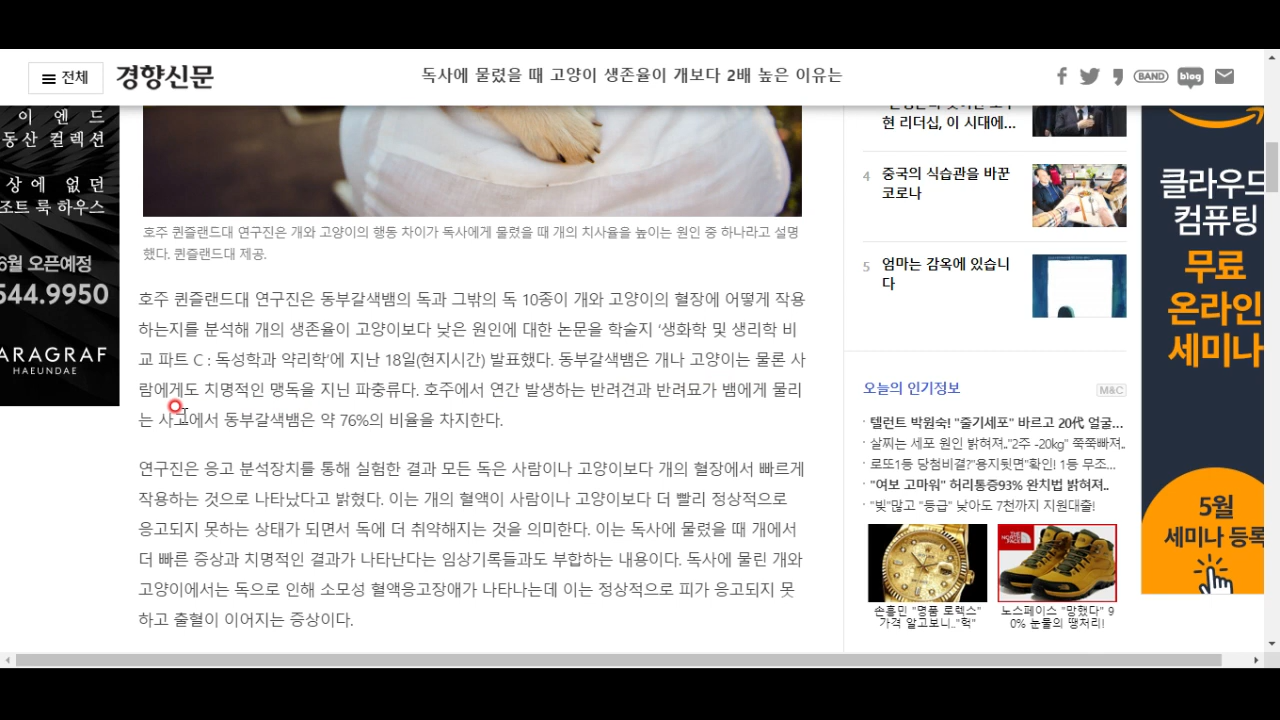 전체
경향신문
독사에 물렸을 때 고양이 생존율이 개보다 2배 높은 이유는
BAND
blog
이 엔 드
동산 컬렉션
상에 없던
조트 룩 하우스
6월 오픈예정
544.9950
ARAGRAF
HAEUNDAE
호주 퀸즐랜드대 연구진은 개와 고양이의 행동 차이가 독사에게 물렸을 때 개의 치사율을 높이는 원인 중 하나라고 설명
했다. 퀸즐랜드대 제공.
호주 퀸즐랜드대 연구진은 동부갈색뱀의 독과 그밖의 독 10종이 개와 고양이의 혈장에 어떻게 작용
하는지를 분석해 개의 생존율이 고양이보다 낮은 원인에 대한 논문을 학술지 ‘생화학 및 생리학 비
교 파트 C : 독성학과 약리학’에 지난 18일(현지시간) 발표했다. 동부갈색뱀은 개나 고양이는 물론 사
람에게도 치명적인 맹독을 지닌 파충류다. 호주에서 연간 발생하는 반려견과 반려묘가 뱀에게 물리
는 사고에서 동부갈색뱀은 약 76%의 비율을 차지한다.
연구진은 응고 분석장치를 통해 실험한 결과 모든 독은 사람이나 고양이보다 개의 혈장에서 빠르게
작용하는 것으로 나타났다고 밝혔다. 이는 개의 혈액이 사람이나 고양이보다 더 빨리 정상적으로
응고되지 못하는 상태가 되면서 독에 더 취약해지는 것을 의미한다. 이는 독사에 물렸을 때 개에서
더 빠른 증상과 치명적인 결과가 나타난다는 임상기록들과도 부합하는 내용이다. 독사에 물린 개와
고양이에서는 독으로 인해 소모성 혈액응고장애가 나타나는데 이는 정상적으로 피가 응고되지 못
하고 출혈이 이어지는 증상이다.
현 리더십, 이 시대에...
4 중국의 식습관을 바꾼
코로나
5 엄마는 감옥에 있습니
다
오늘의 인기정보
M&C
· 텔런트 박원숙! "줄기세포" 바르고 20代 얼굴...
· 살찌는 세포 원인 밝혀져.."2주 -20kg" 쭉쭉빠져..
· 로또1등 당첨비결?"용지뒷면"확인! 1등 무조...
· "여보 고마워" 허리통증93% 완치법 밝혀져..
· "빚"많고 "등급" 낮아도 7천까지 지원대출!
손흥민 "명품 로렉스"
가격 알고보니.."헉"
THE NORTH FACE
노스페이스 "망했다" 9
0% 눈물의 땡처리!
클라우드
컴퓨팅
무료
온라인
세미나
5월
세미나 등록